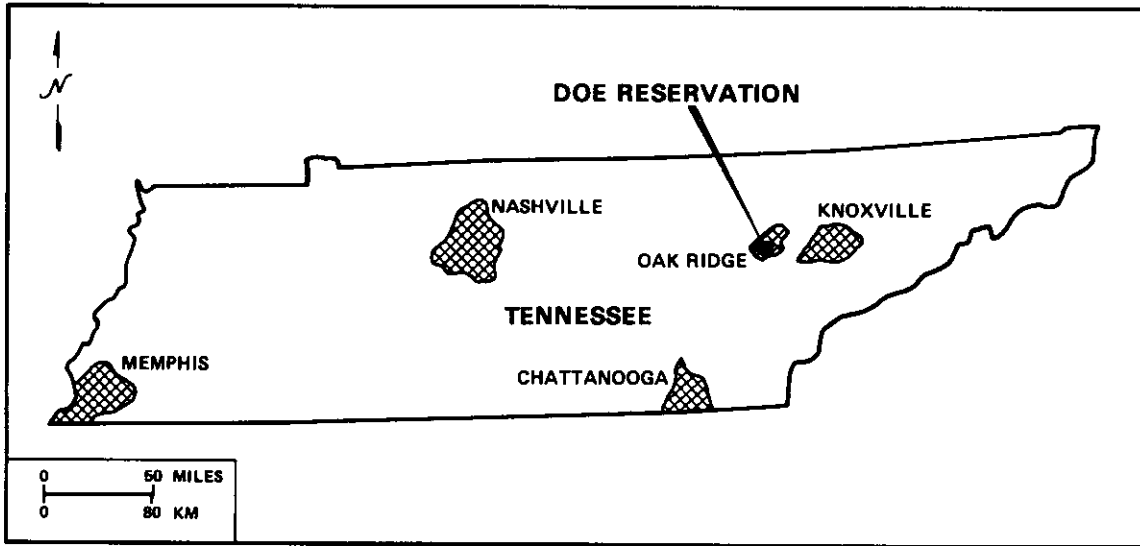 N
DOE RESERVATION
NASHVILLE
KNOXVILLE
OAK RIDGE
TENNESSEE
MEMPHIS
CHATTANOOGA
0 50 MILES
0 80 KM